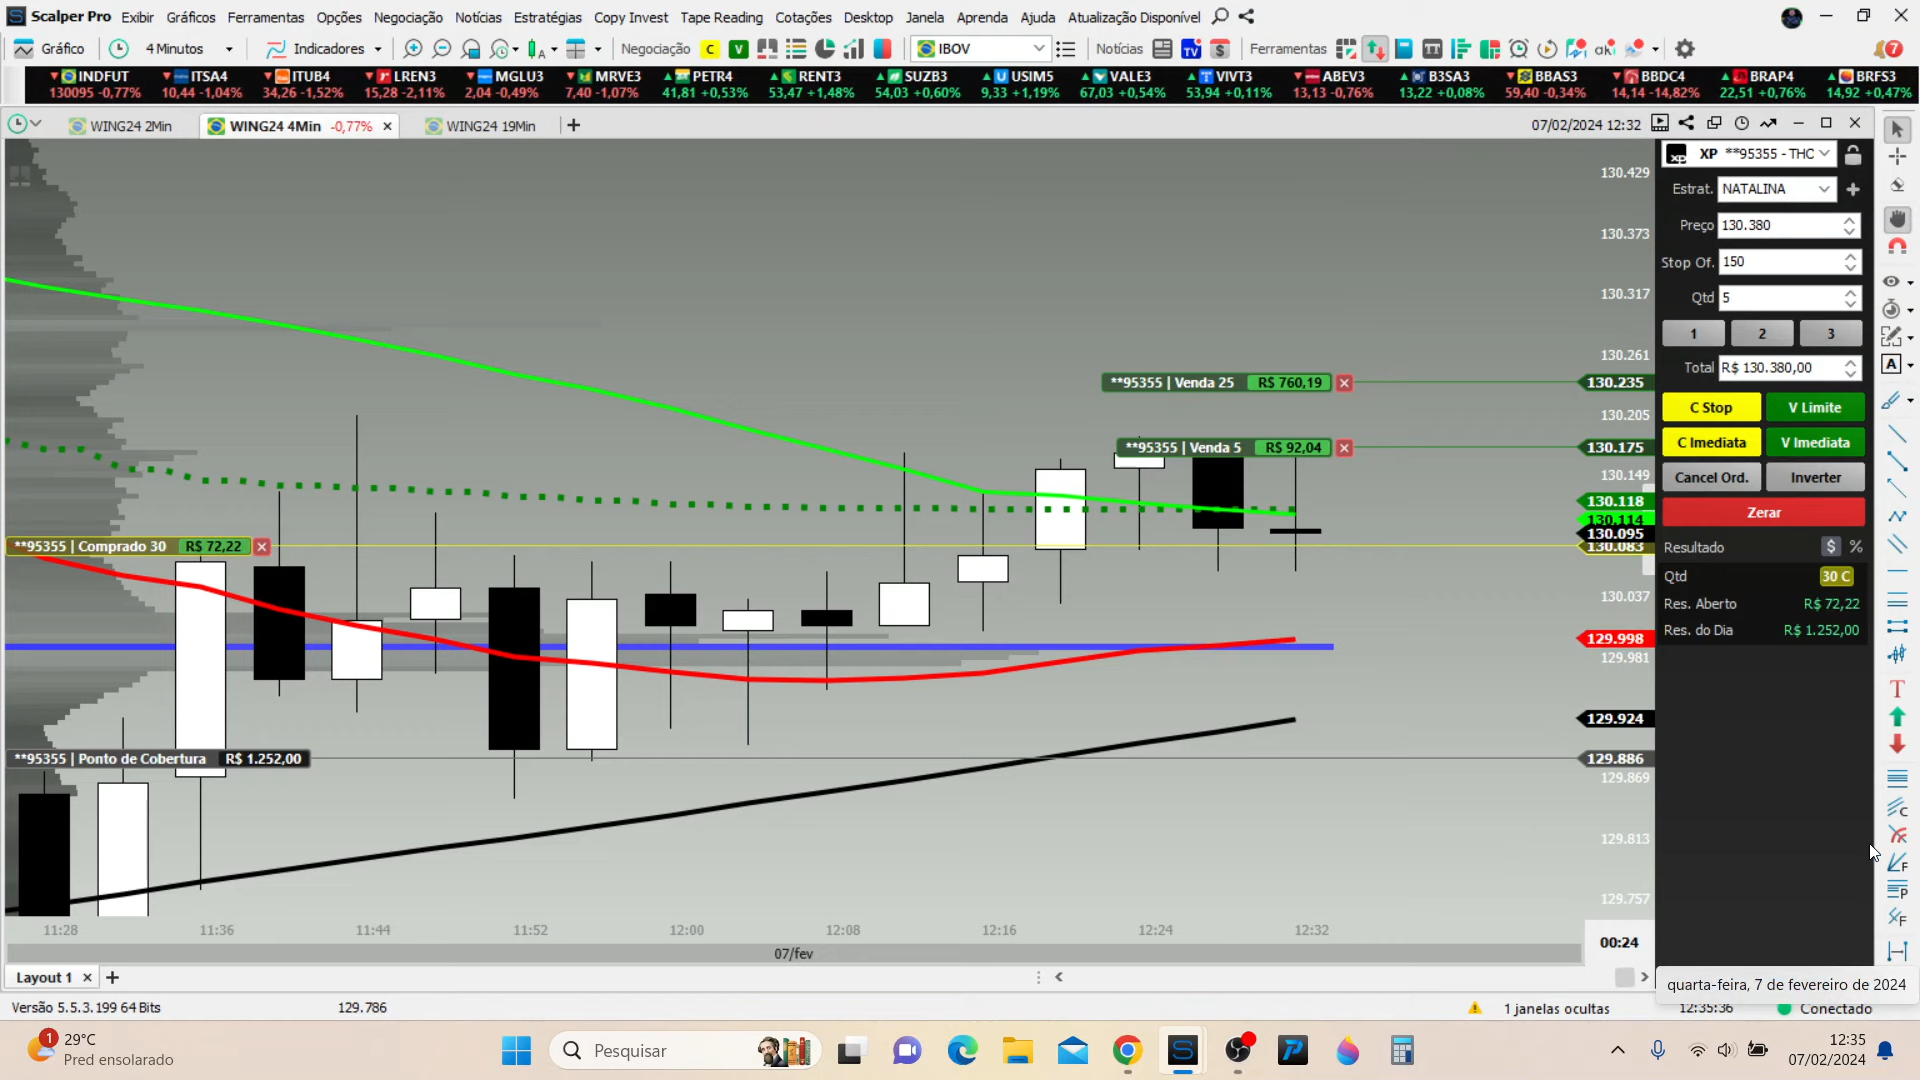 Scalper Pro Exibir Gráficos Ferramentas Opções Negociação Notícias Estratégias Copy Invest Tape Reading Cotações Desktop Janela Aprenda Ajuda Atualização Disponível
Gráfico 4 Minutos Indicadores Negociação C V IBOV Notícias TV $ Ferramentas TT aki 7
INDFUT ITSA4 ITUB4 LREN3 MGLU3 MRVE3 PETR4 RENT3 SUZB3 USIM5 VALE3 VIVT3 ABEV3 B3SA3 BBAS3 BBDC4 BRAP4 BRFS3
130095 -0,77% 10,44 -1,04% 34,26 -1,52% 15,28 -2,11% 2,04 -0,49% 7,40 -1,07% 41,81 +0,53% 53,47 +1,48% 54,03 +0,60% 9,33 +1,19% 67,03 +0,54% 53,94 +0,11% 13,13 -0,76% 13,22 +0,08% 59,40 -0,34% 14,14 -14,82% 22,51 +0,76% 14,92 +0,47%
WING24 2Min WING24 4Min -0,77% WING24 19Min 07/02/2024 12:32
xp XP **95355 - THC
Estrat. NATALINA
Preço 130.380
Stop Of. 150
Qtd 5
1 2 3
Total R$ 130.380,00
C Stop V Limite
C Imediata V Imediata
Cancel Ord. Inverter
Zerar
Resultado $ %
Qtd 30 C
Res. Aberto R$ 72,22
Res. do Dia R$ 1.252,00
130.429
130.373
130.317
130.261
**95355 | Venda 25 R$ 760,19 130.235
130.205
**95355 | Venda 5 R$ 92,04 130.175
130.149
130.118
130.114
130.095
**95355 | Comprado 30 R$ 72,22 130.083
130.037
129.998
129.981
129.924
**95355 | Ponto de Cobertura R$ 1.252,00 129.886
129.869
129.813
129.757
11:28 11:36 11:44 11:52 12:00 12:08 12:16 12:24 12:32
00:24
07/fev
A
T
C
F
P
F
Layout 1
quarta-feira, 7 de fevereiro de 2024
Versão 5.5.3.199 64 Bits 129.786 1 janelas ocultas 12:35:36 Conectado
1 29°C
Pred ensolarado
Pesquisar
12:35
07/02/2024